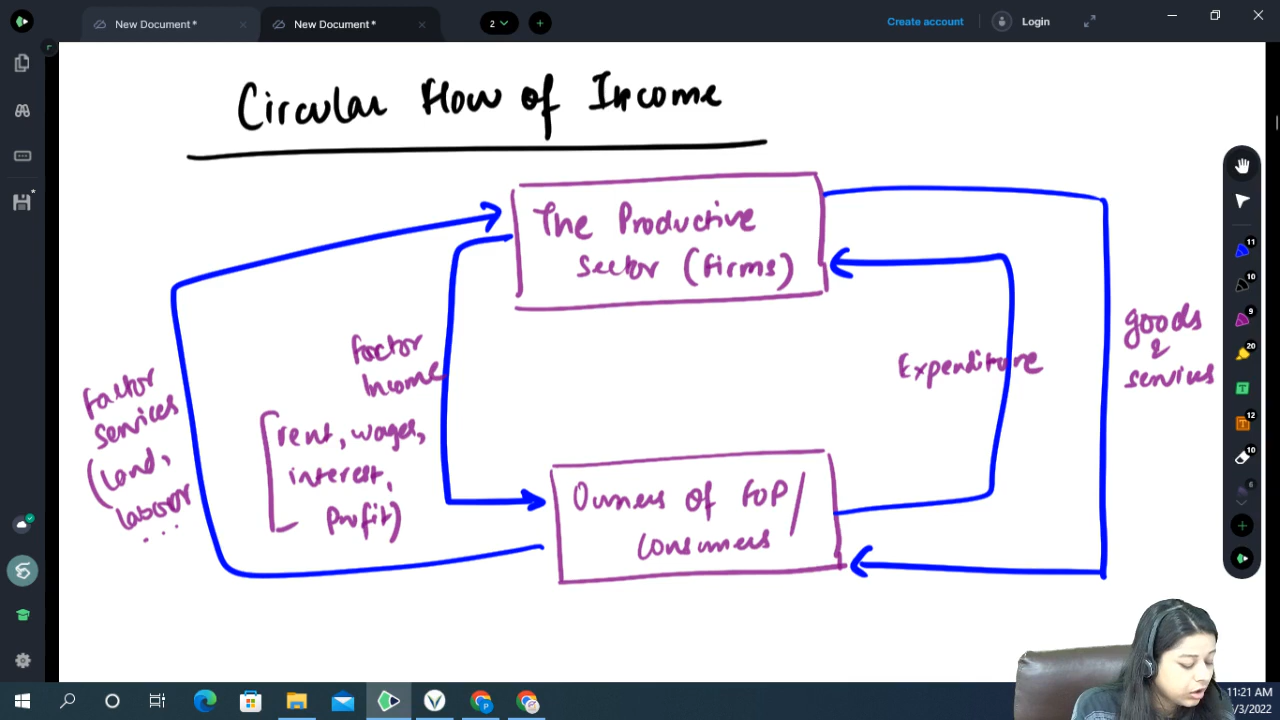 New Document *
New Document *
2
Create account
Login
Circular Flow of Income
The Productive
Sector (Firms)
Factor
Income
[rent, wages,
interest,
Profit)
Factor
services
(land,
labour
...
Expenditure
goods
&
services
Owners of FOP/
Consumers
11
10
9
20
12
10
6
11:21 AM
/3/2022